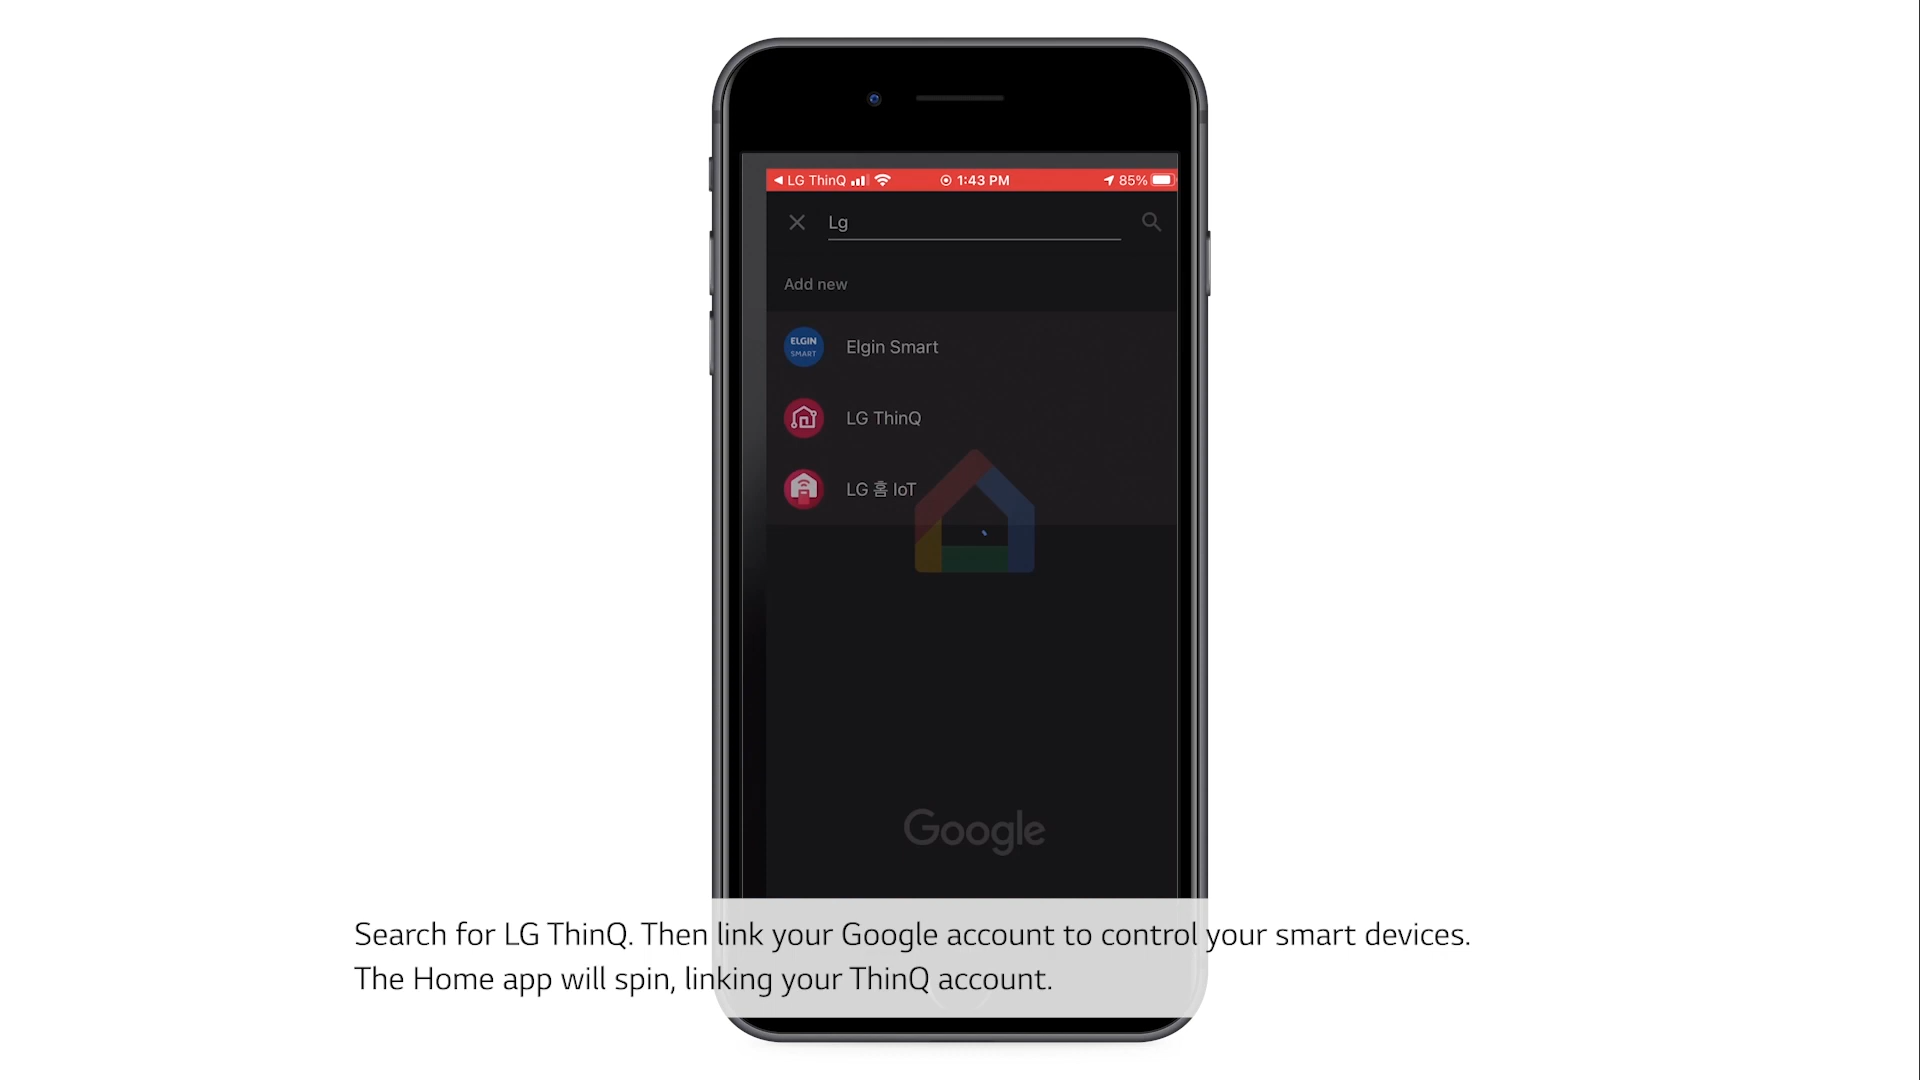 LG ThinQ 1:43 PM 85%
Lg
Add new
ELGIN
SMART
Elgin Smart
LG ThinQ
LG 홈 IoT
Google
Search for LG ThinQ. Then link your Google account to control your smart devices.
The Home app will spin, linking your ThinQ account.